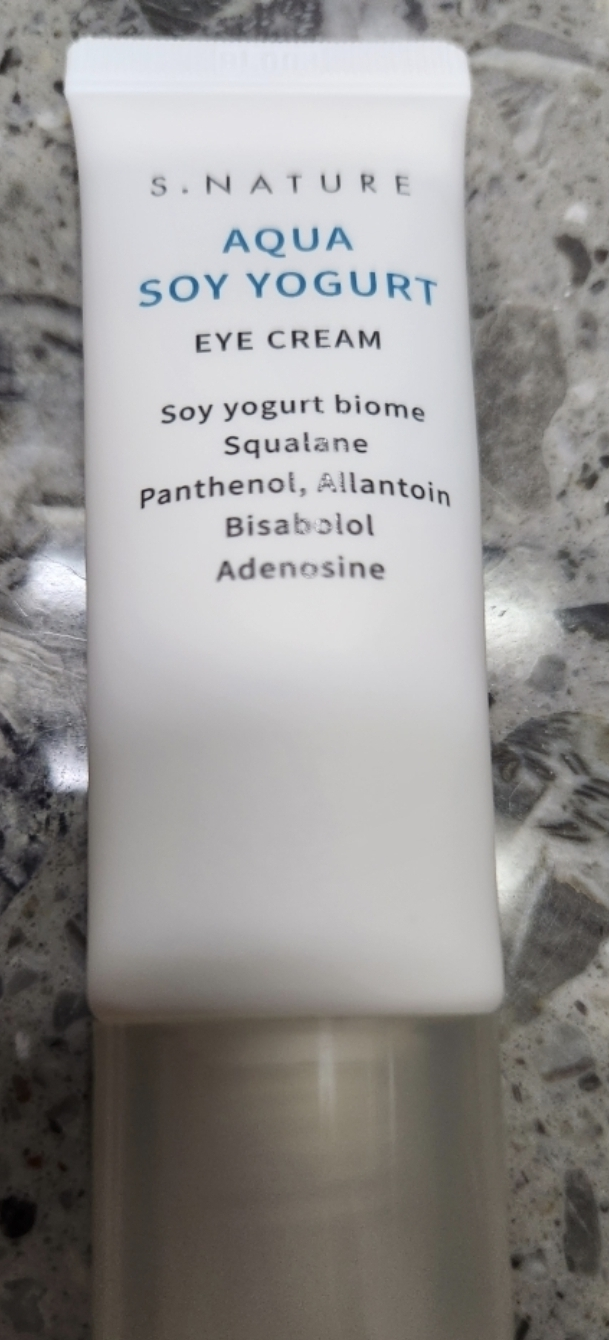 S.NATURE
AQUA
SOY YOGURT
EYE CREAM
Soy yogurt biome
Squalane
Panthenol, Allantoin
Bisabolol
Adenosine